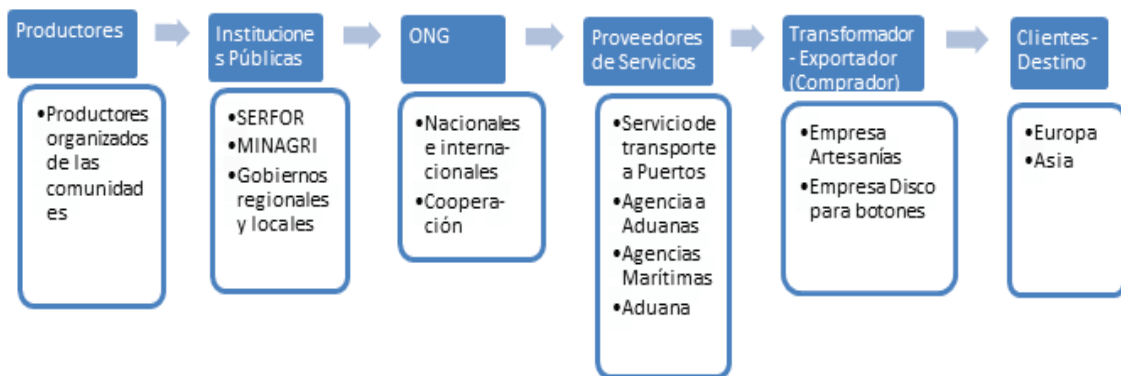 Productores
•Productores
organizados
de las
comunidad
es
Institucione
s Públicas
•SERFOR
•MINAGRI
•Gobiernos
regionales
y locales
ONG
•Nacionales
e interna-
cionales
•Coopera-
ción
Proveedores
de Servicios
•Servicio de
transporte
a Puertos
•Agencia a
Aduanas
•Agencias
Marítimas
•Aduana
Transformador
- Exportador
(Comprador)
•Empresa
Artesanías
•Empresa Disco
para botones
Clientes-
Destino
•Europa
•Asia